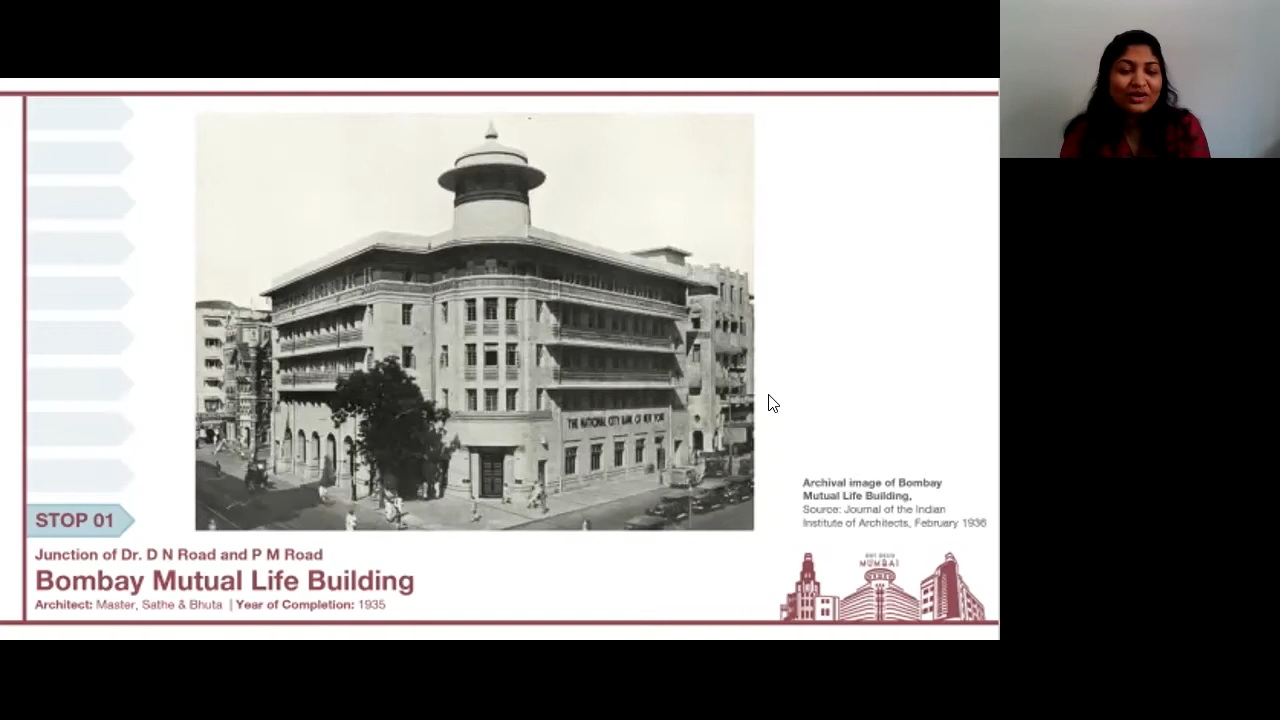 THE NATIONAL CITY BANK OF NEW YORK
Archival image of Bombay
Mutual Life Building,
Source: Journal of the Indian
Institute of Architects, February 1936
STOP 01
Junction of Dr. D N Road and P M Road
Bombay Mutual Life Building
Architect: Master, Sathe & Bhuta | Year of Completion: 1935
ART DECO
MUMBAI